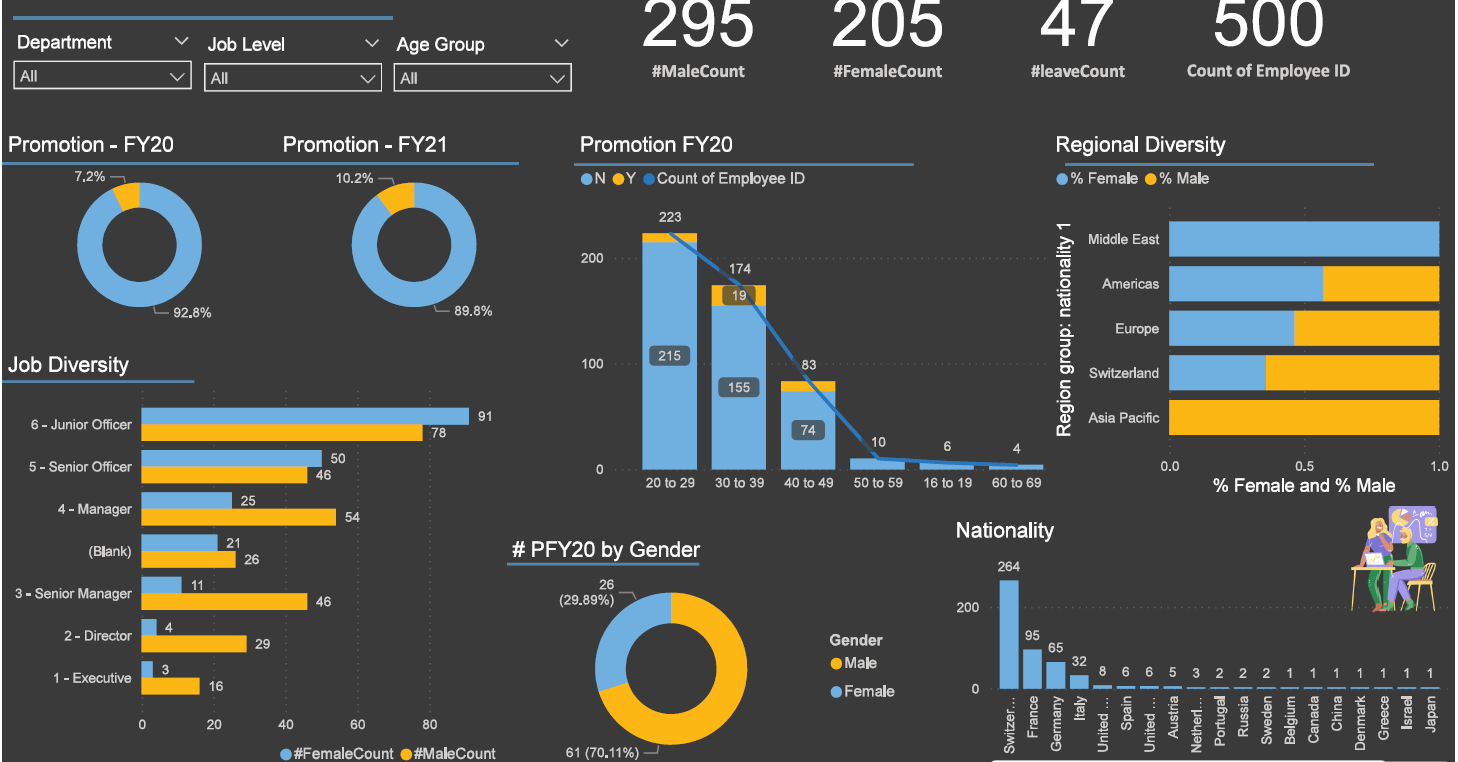 295
205
47
500
Department
Job Level
Age Group
#MaleCount
#FemaleCount
#leaveCount
Count of Employee ID
All
All
All
Promotion - FY20
Promotion - FY21
Promotion FY20
Regional Diversity
7.2%
92.8%
10.2%
89.8%
N Y Count of Employee ID
223
174
19
83
215
155
74
10
6
4
200
100
0
20 to 29
30 to 39
40 to 49
50 to 59
16 to 19
60 to 69
% Female % Male
Region group: nationality 1
Middle East
Americas
Europe
Switzerland
Asia Pacific
0.0
0.5
1.0
% Female and % Male
Job Diversity
6 - Junior Officer
91
78
5 - Senior Officer
50
46
4 - Manager
25
54
(Blank)
21
26
3 - Senior Manager
11
46
2 - Director
4
29
1 - Executive
3
16
0
20
40
60
80
#FemaleCount #MaleCount
# PFY20 by Gender
26
(29.89%)
61 (70.11%)
Gender
Male
Female
Nationality
200
0
264
95
65
32
8
6
6
5
3
2
2
2
1
1
1
1
1
1
1
Switzer...
France
Germany
Italy
United ...
Spain
United ...
Austria
Netherl...
Portugal
Russia
Sweden
Belgium
Canada
China
Denmark
Greece
Israel
Japan